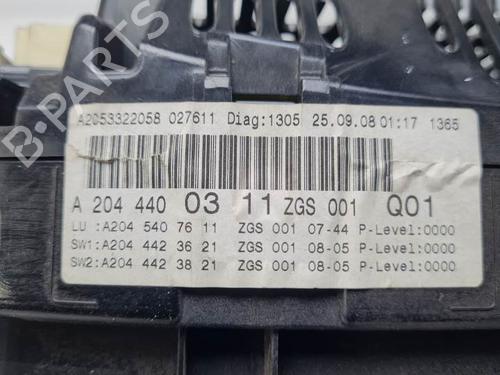 A2053322058 027611 Diag:1305 25.09.08 01:17 1365
A 204 440 03 11 ZGS 001 Q01
LU :A204 540 76 11 ZGS 001 07-44 P-Level:0000
SW1:A204 442 36 21 ZGS 001 08-05 P-Level:0000
SW2:A204 442 38 21 ZGS 001 08-05 P-Level:0000
B-PARTS